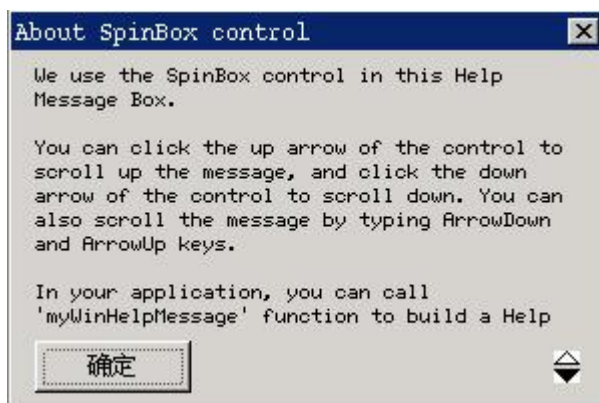 About SpinBox control
We use the SpinBox control in this Help
Message Box.
You can click the up arrow of the control to
scroll up the message, and click the down
arrow of the control to scroll down. You can
also scroll the message by typing ArrowDown
and ArrowUp keys.
In your application, you can call
'myWinHelpMessage' function to build a Help
确定